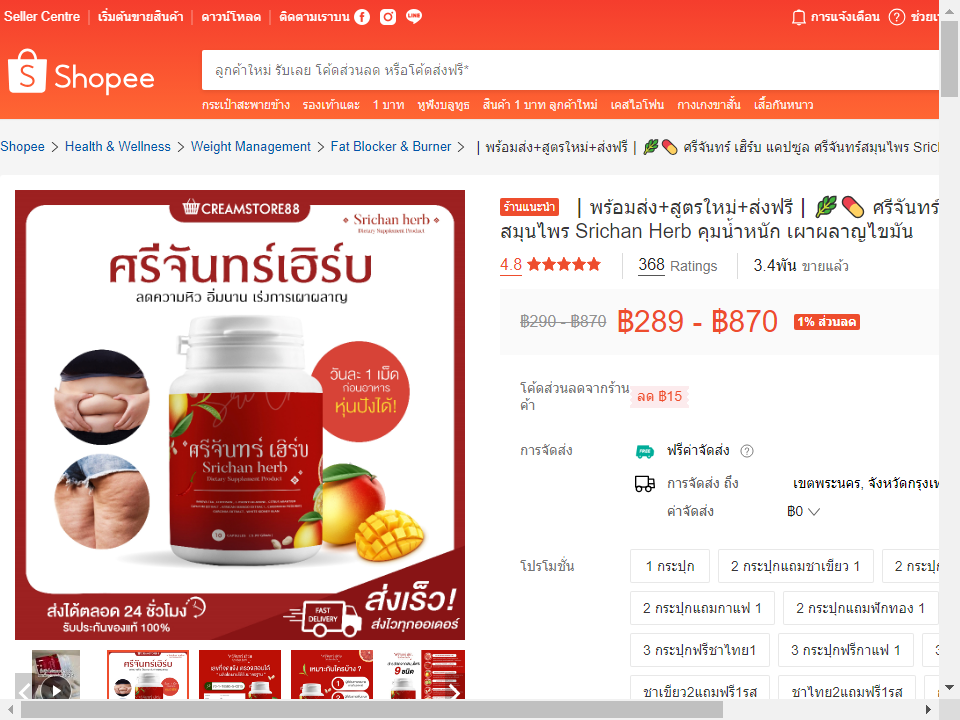 Seller Centre
เริ่มต้นขายสินค้า
ดาวน์โหลด
ติดตามเราบน
LINE
การแจ้งเตือน
Shopee
ลูกค้าใหม่ รับเลย โค้ดส่วนลด หรือโค้ดส่งฟรี*
กระเป๋าสะพายข้าง รองเท้าแตะ 1 บาท หูฟังบลูทูธ สินค้า 1 บาท ลูกค้าใหม่ เคสไอโฟน กางเกงขาสั้น เสื้อกันหนาว
Shopee > Health & Wellness > Weight Management > Fat Blocker & Burner > | พร้อมส่ง+สูตรใหม่+ส่งฟรี | ศรีจันทร์ เฮิร์บ แคปซูล ศรีจันทร์สมุนไพร
CREAMSTORE88
Srichan herb
Dietary Supplement Product
ศรีจันทร์เฮิร์บ
ลดความหิว อิ่มนาน เร่งการเผาผลาญ
วันละ 1 เม็ด
ก่อนอาหาร
หุ่นปังได้!
ศรีจันทร์ เฮิร์บ
Srichan herb
Dietary Supplement Product
10 CAPSULES
ส่งได้ตลอด 24 ชั่วโมง
รับประกันของแท้ 100%
FAST
DELIVERY
ส่งเร็ว!
ส่งไวทุกออเดอร์
ศรีจันทร์เฮิร์บ
เหมาะกับใครบ้าง ?
9 ชนิด
ร้านแนะนำ | พร้อมส่ง+สูตรใหม่+ส่งฟรี | ศรีจันทร์
สมุนไพร Srichan Herb คุมน้ำหนัก เผาผลาญไขมัน
4.8
368 Ratings
3.4พัน ขายแล้ว
฿290 - ฿870 ฿289 - ฿870 1% ส่วนลด
โค้ดส่วนลดจากร้าน
ค้า
ลด ฿15
การจัดส่ง
FREE
ฟรีค่าจัดส่ง
การจัดส่ง ถึง
เขตพระนคร,
ค่าจัดส่ง
฿0
โปรโมชั่น
1 กระปุก
2 กระปุกแถมชาเขียว 1
2 กระปุกแถมกาแฟ 1
2 กระปุกแถมฟักทอง 1
3 กระปุกฟรีชาไทย1
3 กระปุกฟรีกาแฟ 1
ชาเขียว2แถมฟรี1รส
ชาไทย2แถมฟรี1รส